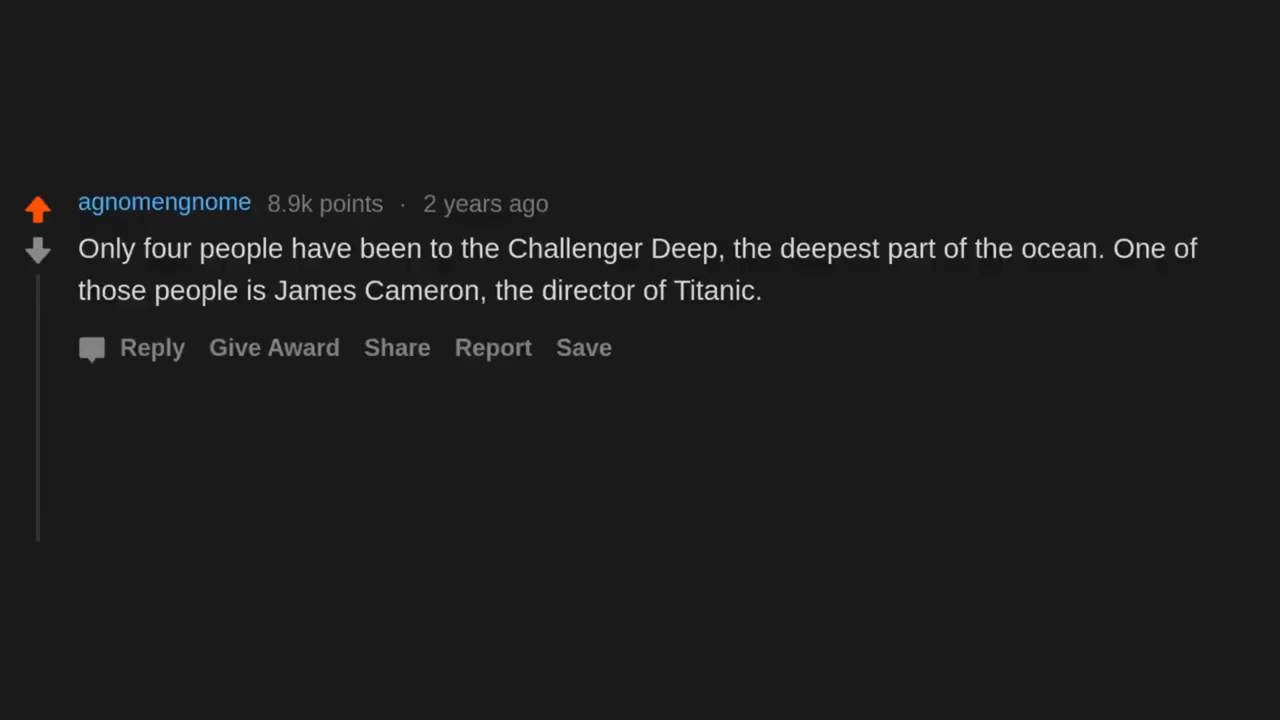 agnomengnome 8.9k points · 2 years ago
Only four people have been to the Challenger Deep, the deepest part of the ocean. One of
those people is James Cameron, the director of Titanic.
Reply Give Award Share Report Save